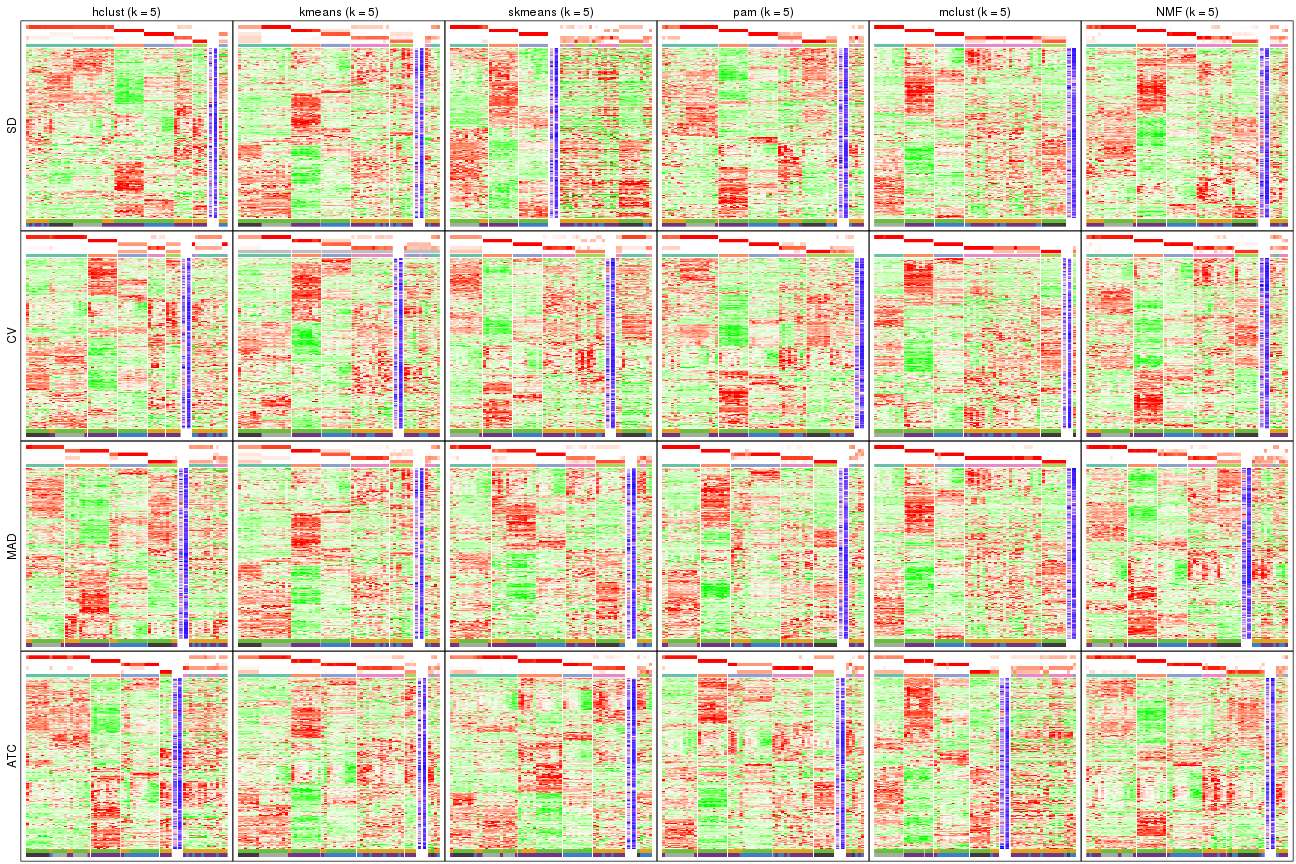 hclust (k = 5) kmeans (k = 5) skmeans (k = 5) pam (k = 5) mclust (k = 5) NMF (k = 5)
SD
CV
MAD
ATC